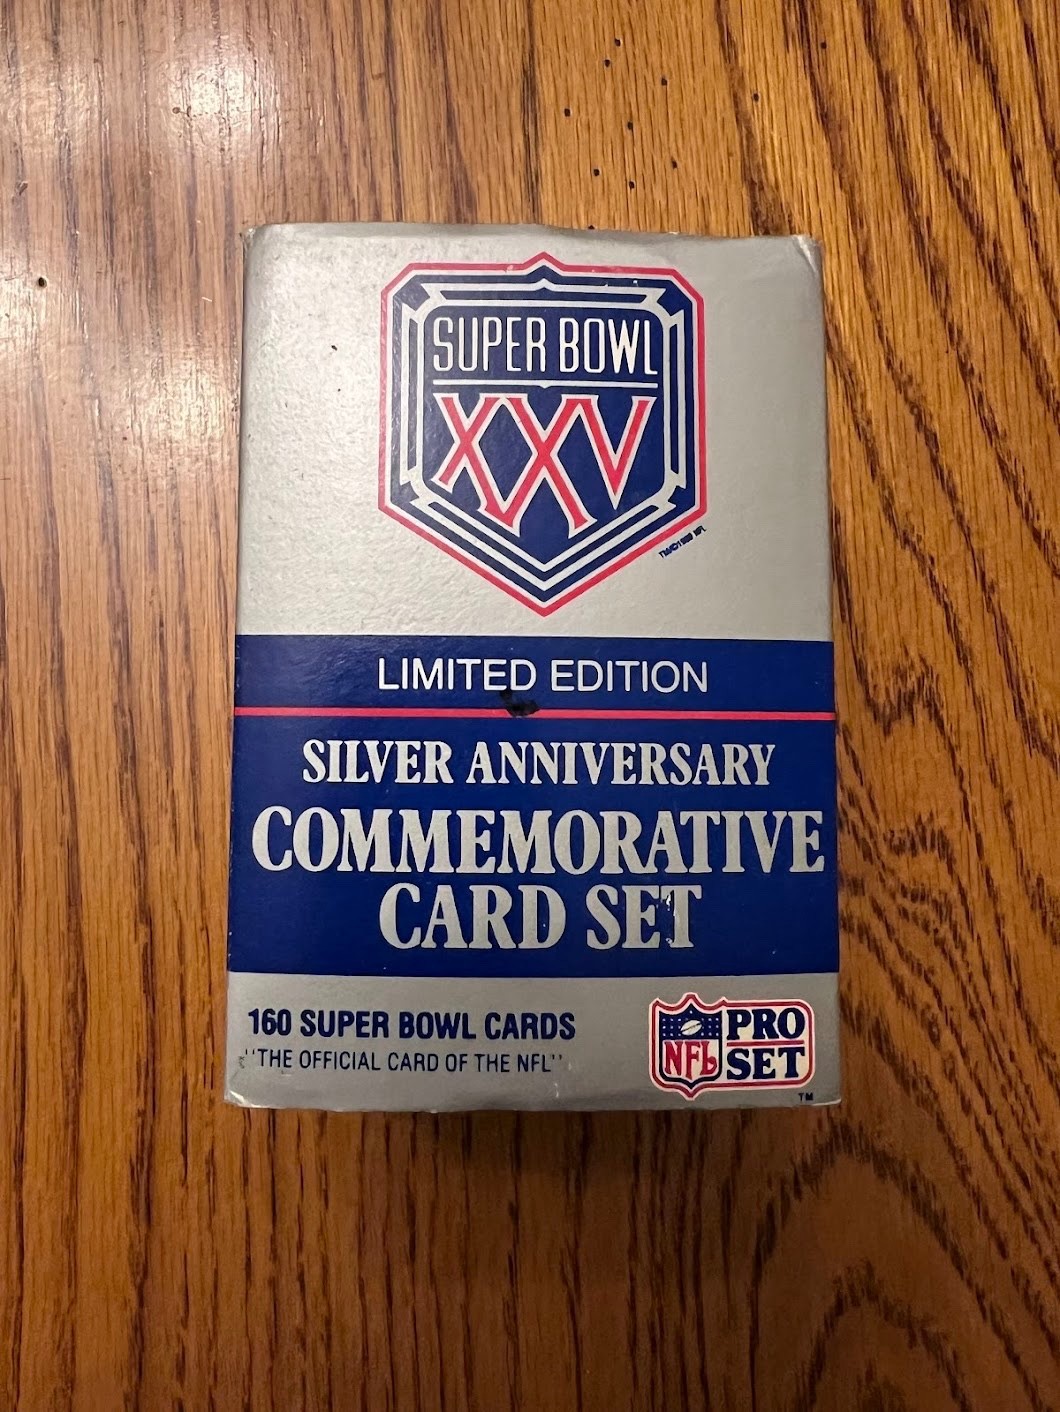 SUPER BOWL
XXV
LIMITED EDITION
SILVER ANNIVERSARY
COMMEMORATIVE
CARD SET
160 SUPER BOWL CARDS
"THE OFFICIAL CARD OF THE NFL"
NFL PRO
SET
TM